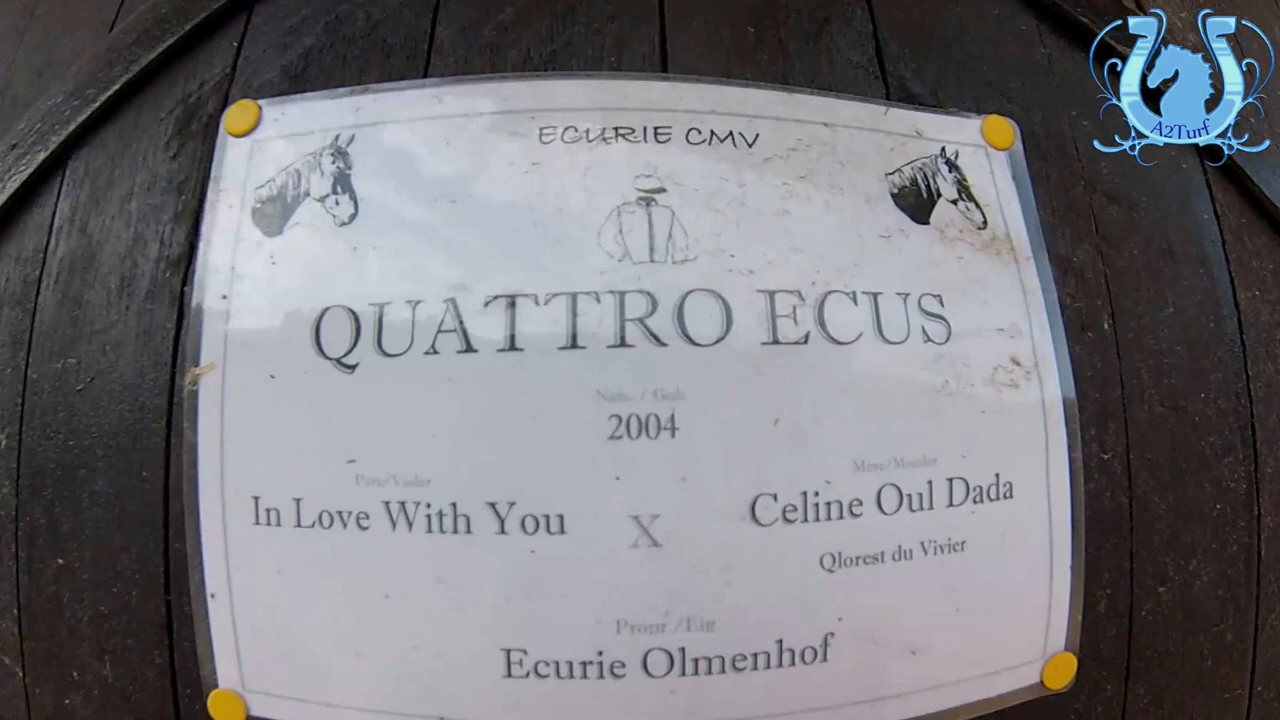 A2Turf
ECURIE CMV
QUATTRO ECUS
Nais. / Geb.
2004
Pere/Vader
Mere/Moeder
In Love With You X Celine Oul Dada
Qlorest du Vivier
Propr /Eig
Ecurie Olmenhof